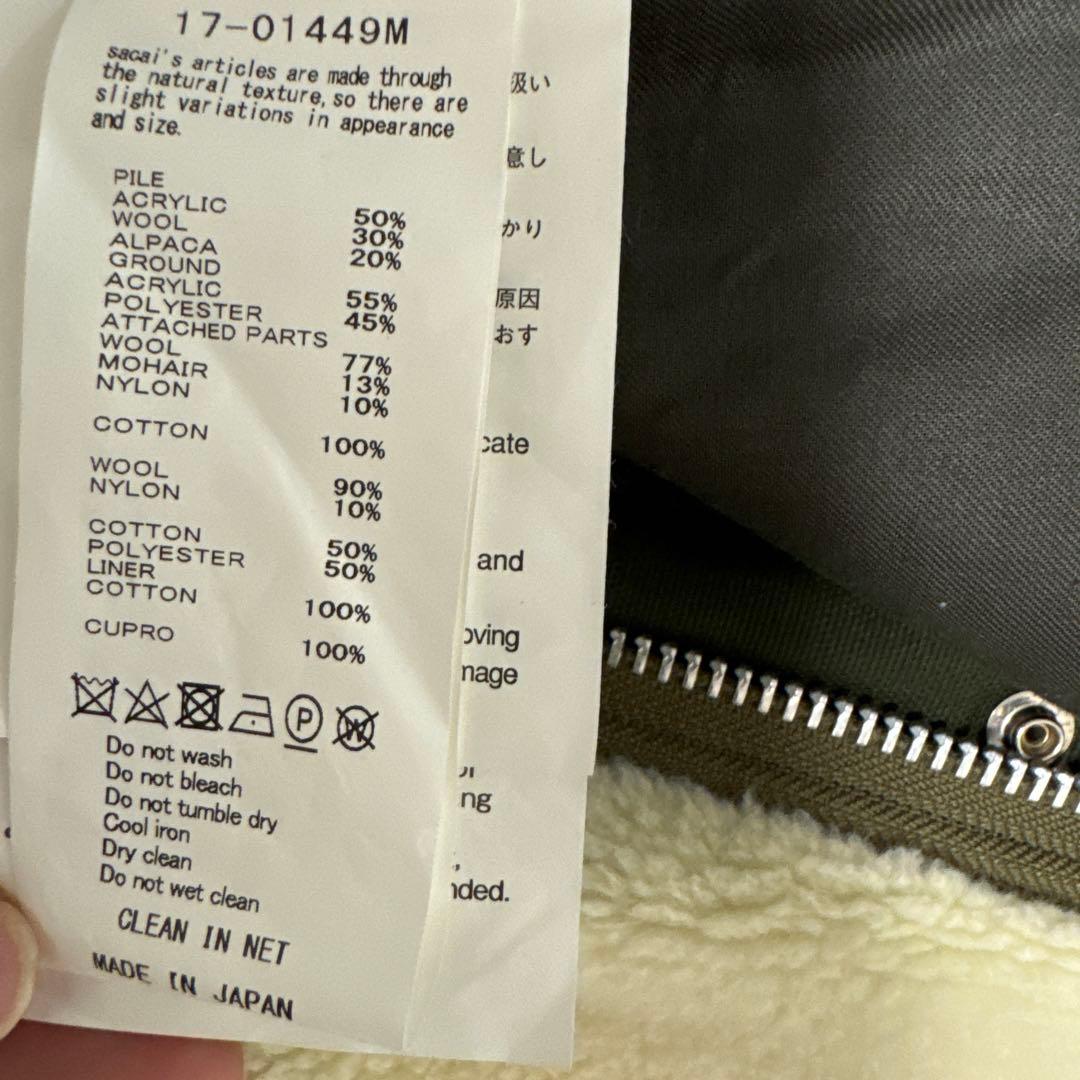 17-01449M
sacai's articles are made through
the natural texture, so there are
slight variations in appearance
and size.
PILE
ACRYLIC 50%
WOOL 30%
ALPACA 20%
GROUND
ACRYLIC 55%
POLYESTER 45%
ATTACHED PARTS
WOOL 77%
MOHAIR 13%
NYLON 10%
COTTON 100%
WOOL 90%
NYLON 10%
COTTON 50%
POLYESTER 50%
LINER
COTTON 100%
CUPRO 100%
P W
Do not wash
Do not bleach
Do not tumble dry
Cool iron
Dry clean
Do not wet clean
CLEAN IN NET
MADE IN JAPAN
扱い
意し
かり
原因
おす
cate
and
oving
mage
ng
nded.